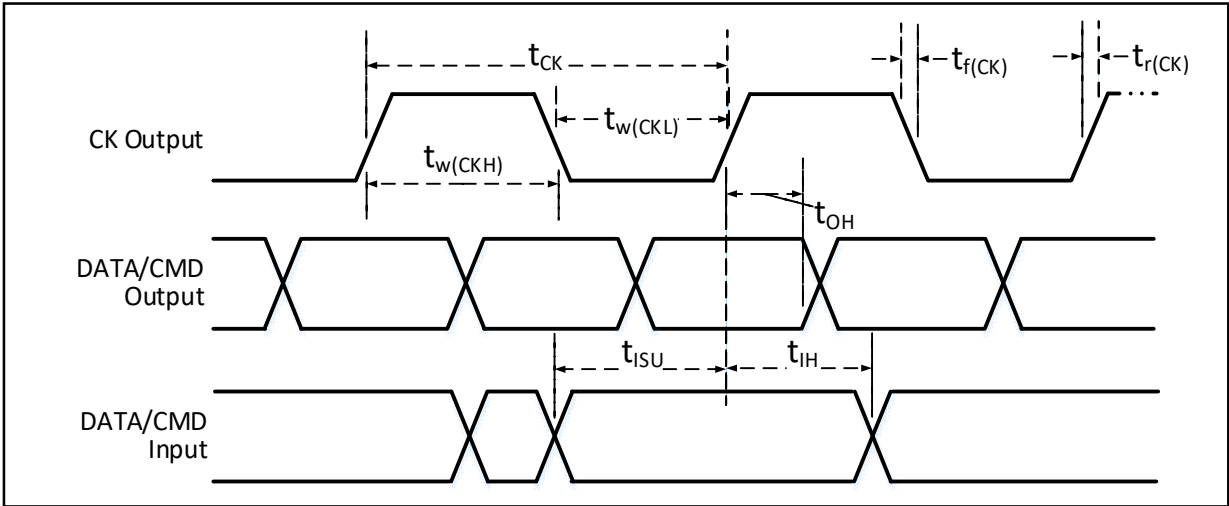 tCK
tf(CK)
tr(CK)
CK Output
tw(CKL)
tw(CKH)
tOH
DATA/CMD
Output
tISU
tIH
DATA/CMD
Input